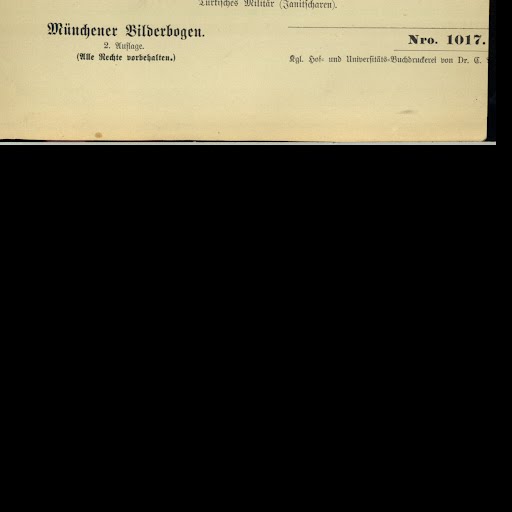 Türkisches Militär (Janitscharen).
Münchener Bilderbogen.
Nro. 1017.
2. Auflage.
(Alle Rechte vorbehalten.)
Kgl. Hof- und Universitäts-Buchdruckerei von Dr. C.